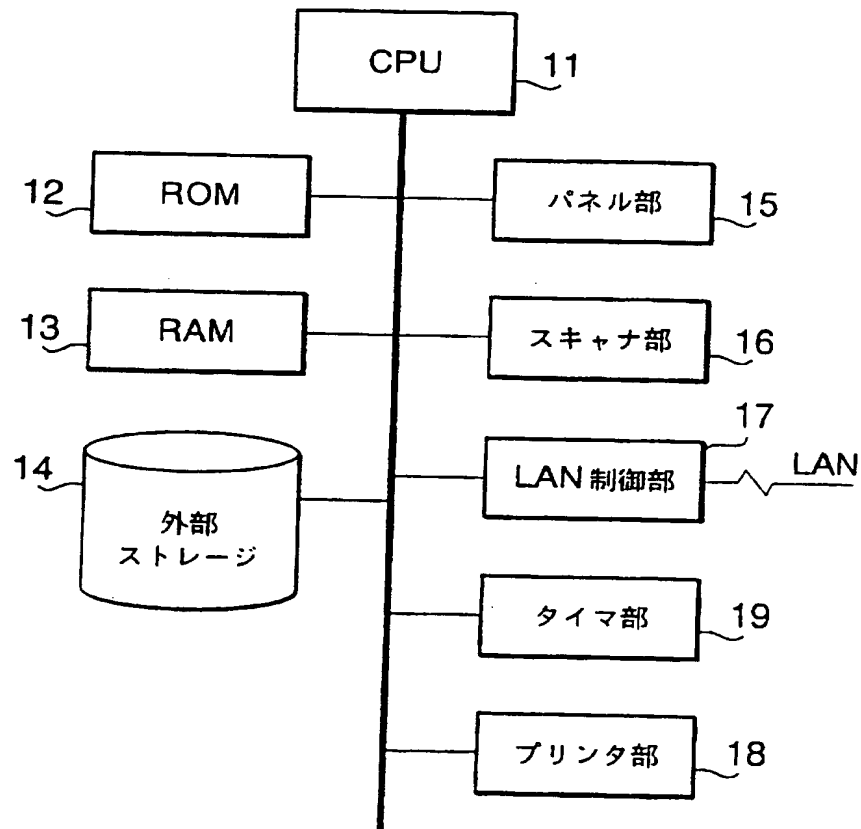 CPU
11
12
ROM
パネル部
15
13
RAM
スキャナ部
16
14
外部
ストレージ
17
LAN 制御部
LAN
タイマ部
19
プリンタ部
18